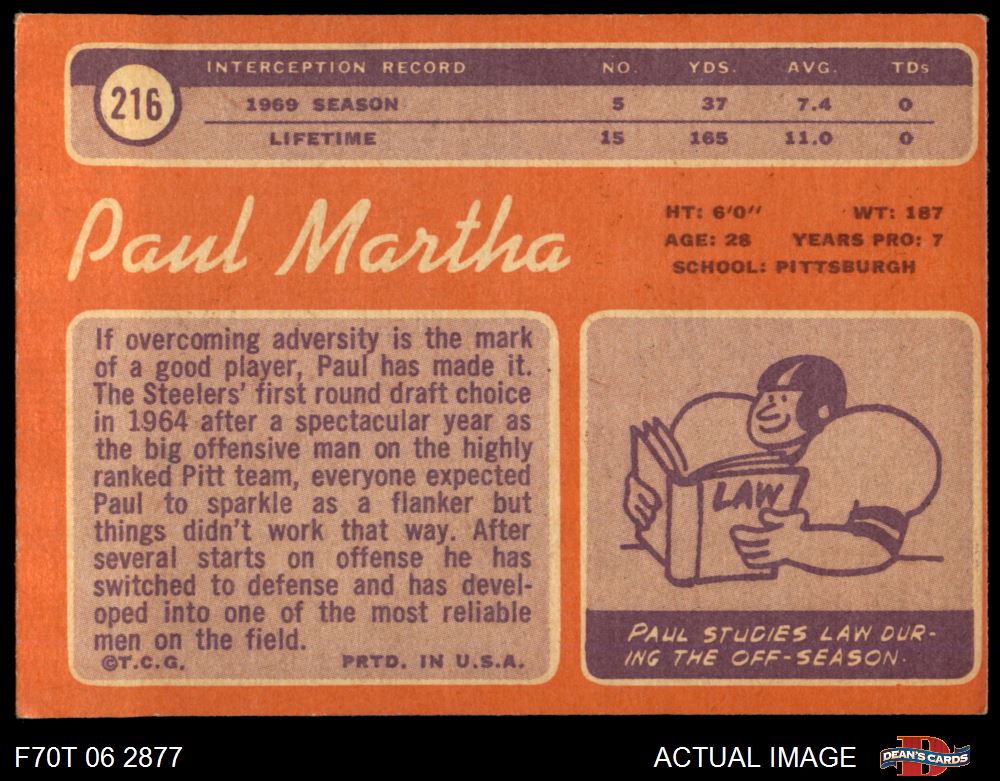 216
INTERCEPTION RECORD NO. YDS. AVG. TDs
1969 SEASON 5 37 7.4 0
LIFETIME 15 165 11.0 0
Paul Martha
HT: 6'0" WT: 187
AGE: 28 YEARS PRO: 7
SCHOOL: PITTSBURGH
If overcoming adversity is the mark
of a good player, Paul has made it.
The Steelers' first round draft choice
in 1964 after a spectacular year as
the big offensive man on the highly
ranked Pitt team, everyone expected
Paul to sparkle as a flanker but
things didn't work that way. After
several starts on offense he has
switched to defense and has devel-
oped into one of the most reliable
men on the field.
©T.C.G. PRTD. IN U.S.A.
LAW
PAUL STUDIES LAW DUR-
ING THE OFF-SEASON.
F70T 06 2877
ACTUAL IMAGE
DEAN'S CARDS